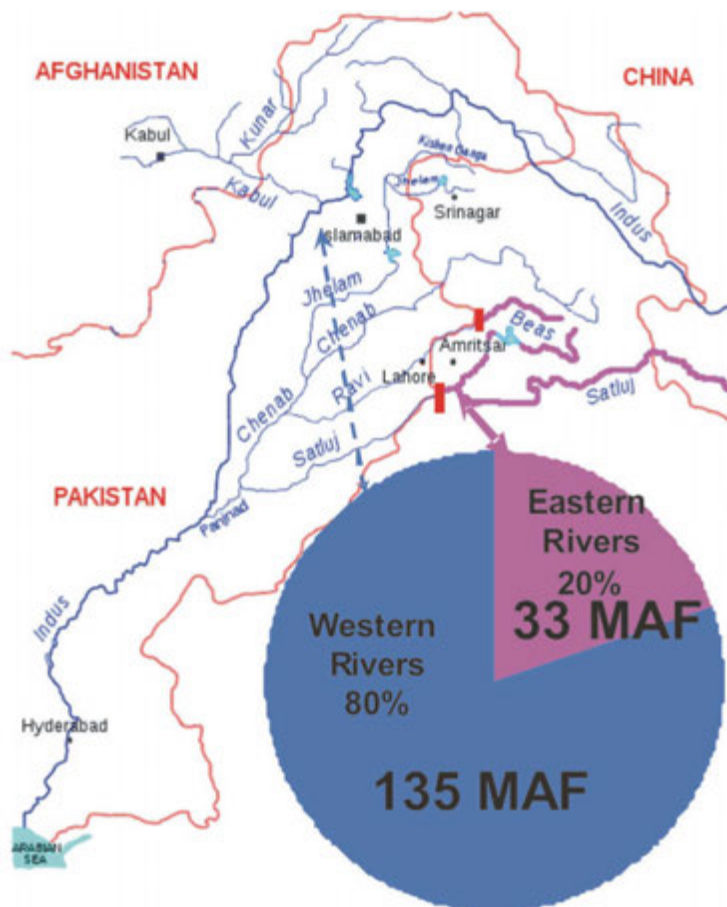 AFGHANISTAN
CHINA
Kabul
Kunar
Kabul
Kishen Ganga
Jhelam
Srinagar
Indus
Islamabad
Jhelam
Chenab
Beas
Amritsar
Lahore
Ravi
Chenab
Satluj
Satluj
PAKISTAN
Panjnad
Eastern
Rivers
20%
33 MAF
Western
Rivers
80%
135 MAF
Indus
Hyderabad
ARABIAN
SEA